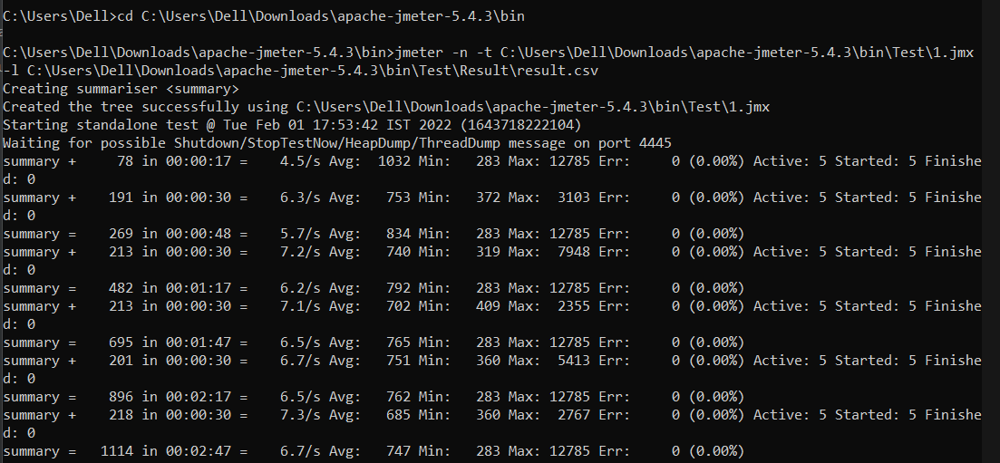 C:\Users\Dell>cd C:\Users\Dell\Downloads\apache-jmeter-5.4.3\bin
C:\Users\Dell\Downloads\apache-jmeter-5.4.3\bin>jmeter -n -t C:\Users\Dell\Downloads\apache-jmeter-5.4.3\bin\Test\1.jmx
-l C:\Users\Dell\Downloads\apache-jmeter-5.4.3\bin\Test\Result\result.csv
Creating summariser <summary>
Created the tree successfully using C:\Users\Dell\Downloads\apache-jmeter-5.4.3\bin\Test\1.jmx
Starting standalone test @ Tue Feb 01 17:53:42 IST 2022 (1643718222104)
Waiting for possible Shutdown/StopTestNow/HeapDump/ThreadDump message on port 4445
summary +     78 in 00:00:17 =    4.5/s Avg:  1032 Min:   283 Max: 12785 Err:     0 (0.00%) Active: 5 Started: 5 Finishe
d: 0
summary +    191 in 00:00:30 =    6.3/s Avg:   753 Min:   372 Max:  3103 Err:     0 (0.00%) Active: 5 Started: 5 Finishe
d: 0
summary =    269 in 00:00:48 =    5.7/s Avg:   834 Min:   283 Max: 12785 Err:     0 (0.00%)
summary +    213 in 00:00:30 =    7.2/s Avg:   740 Min:   319 Max:  7948 Err:     0 (0.00%) Active: 5 Started: 5 Finishe
d: 0
summary =    482 in 00:01:17 =    6.2/s Avg:   792 Min:   283 Max: 12785 Err:     0 (0.00%)
summary +    213 in 00:00:30 =    7.1/s Avg:   702 Min:   409 Max:  2355 Err:     0 (0.00%) Active: 5 Started: 5 Finishe
d: 0
summary =    695 in 00:01:47 =    6.5/s Avg:   765 Min:   283 Max: 12785 Err:     0 (0.00%)
summary +    201 in 00:00:30 =    6.7/s Avg:   751 Min:   360 Max:  5413 Err:     0 (0.00%) Active: 5 Started: 5 Finishe
d: 0
summary =    896 in 00:02:17 =    6.5/s Avg:   762 Min:   283 Max: 12785 Err:     0 (0.00%)
summary +    218 in 00:00:30 =    7.3/s Avg:   685 Min:   360 Max:  2767 Err:     0 (0.00%) Active: 5 Started: 5 Finishe
d: 0
summary =   1114 in 00:02:47 =    6.7/s Avg:   747 Min:   283 Max: 12785 Err:     0 (0.00%)